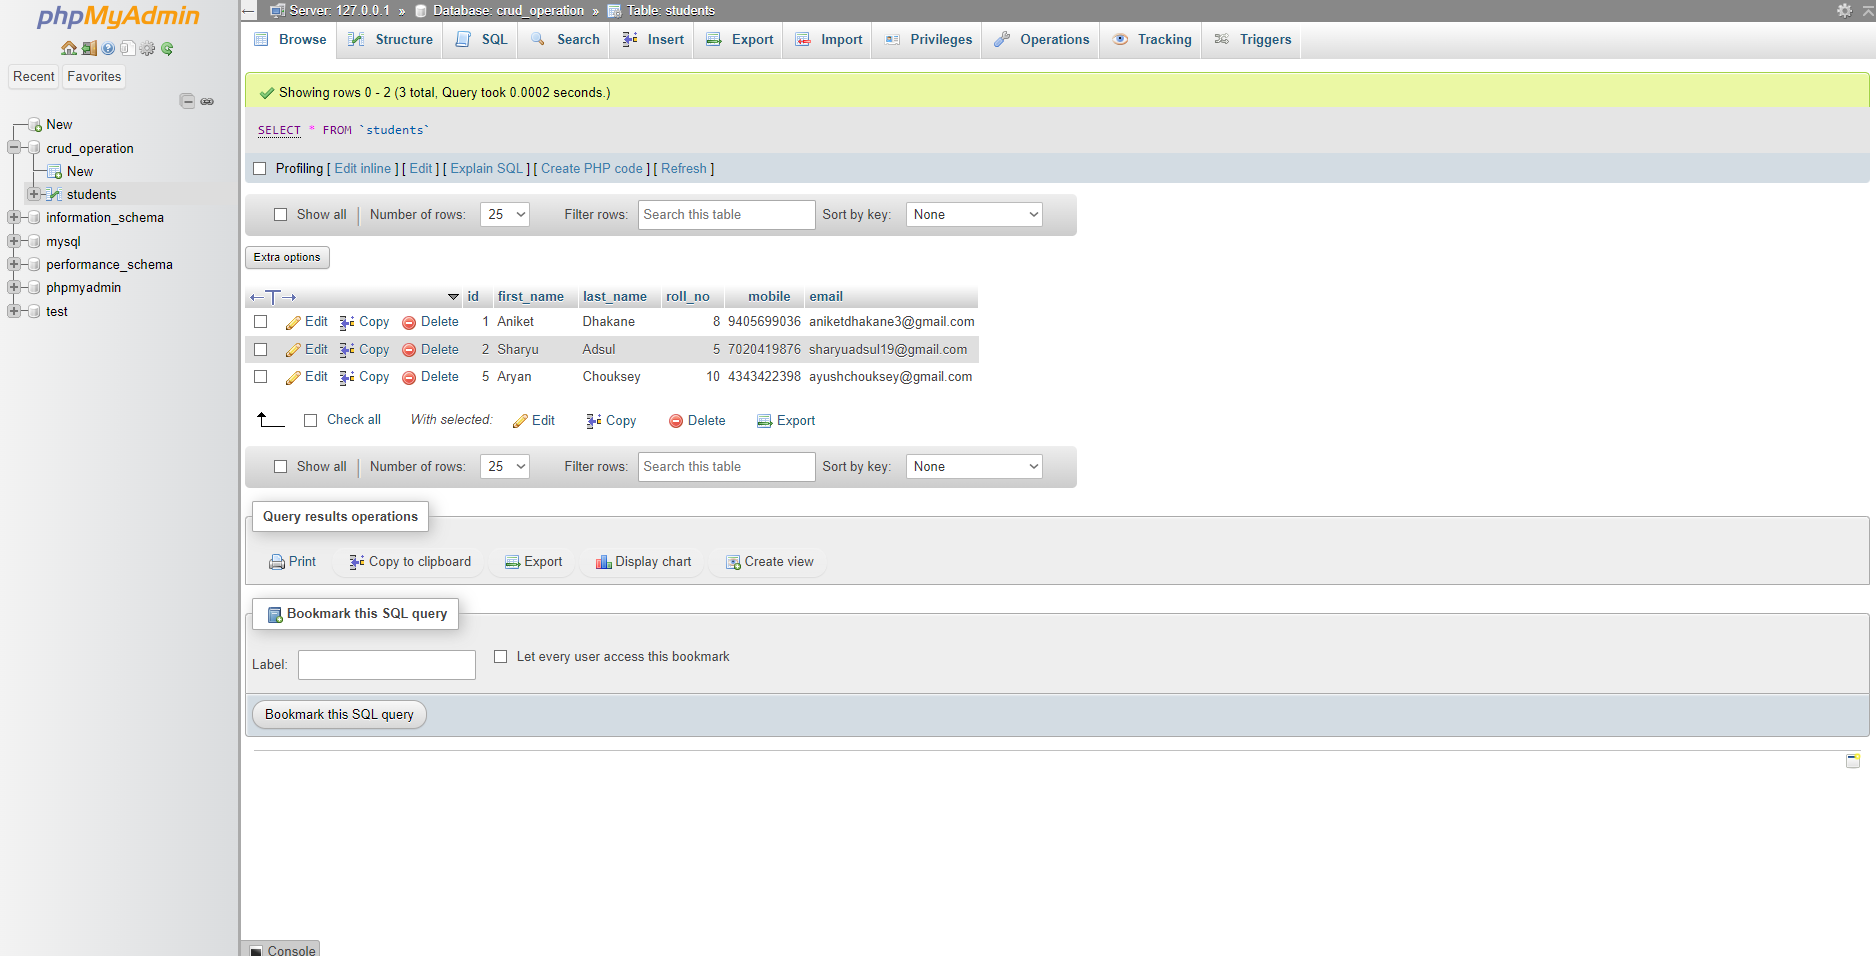 phpMyAdmin
Recent Favorites
New
crud_operation
New
students
information_schema
mysql
performance_schema
phpmyadmin
test
Server: 127.0.0.1 » Database: crud_operation » Table: students
Browse Structure SQL Search Insert Export Import Privileges Operations Tracking Triggers
Showing rows 0 - 2 (3 total, Query took 0.0002 seconds.)
SELECT * FROM `students`
Profiling [ Edit inline ] [ Edit ] [ Explain SQL ] [ Create PHP code ] [ Refresh ]
Show all Number of rows: 25 Filter rows: Search this table Sort by key: None
Extra options
id first_name last_name roll_no mobile email
Edit Copy Delete 1 Aniket Dhakane 8 9405699036 aniketdhakane3@gmail.com
Edit Copy Delete 2 Sharyu Adsul 5 7020419876 sharyuadsul19@gmail.com
Edit Copy Delete 5 Aryan Chouksey 10 4343422398 ayushchouksey@gmail.com
Check all With selected: Edit Copy Delete Export
Show all Number of rows: 25 Filter rows: Search this table Sort by key: None
Query results operations
Print Copy to clipboard Export Display chart Create view
Bookmark this SQL query
Label: Let every user access this bookmark
Bookmark this SQL query
Console